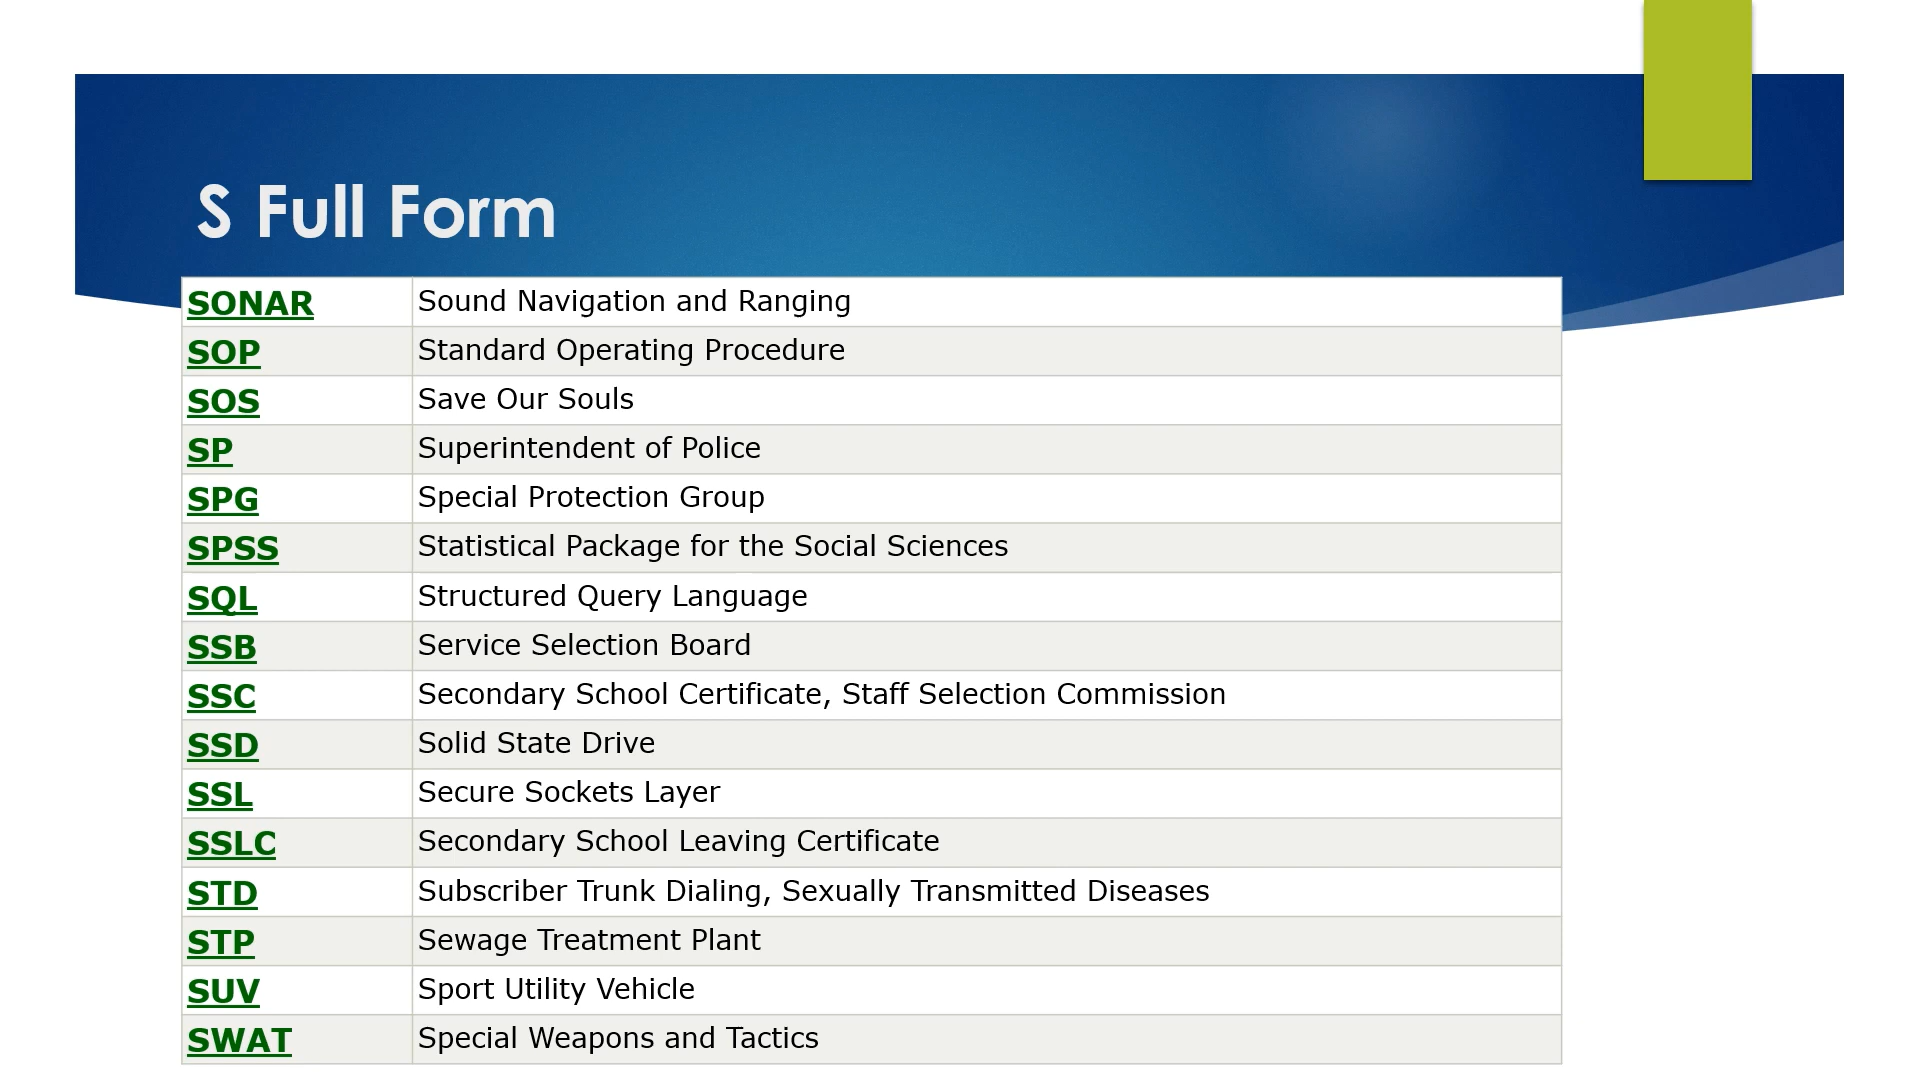 S Full Form
SONAR Sound Navigation and Ranging
SOP Standard Operating Procedure
SOS Save Our Souls
SP Superintendent of Police
SPG Special Protection Group
SPSS Statistical Package for the Social Sciences
SQL Structured Query Language
SSB Service Selection Board
SSC Secondary School Certificate, Staff Selection Commission
SSD Solid State Drive
SSL Secure Sockets Layer
SSLC Secondary School Leaving Certificate
STD Subscriber Trunk Dialing, Sexually Transmitted Diseases
STP Sewage Treatment Plant
SUV Sport Utility Vehicle
SWAT Special Weapons and Tactics